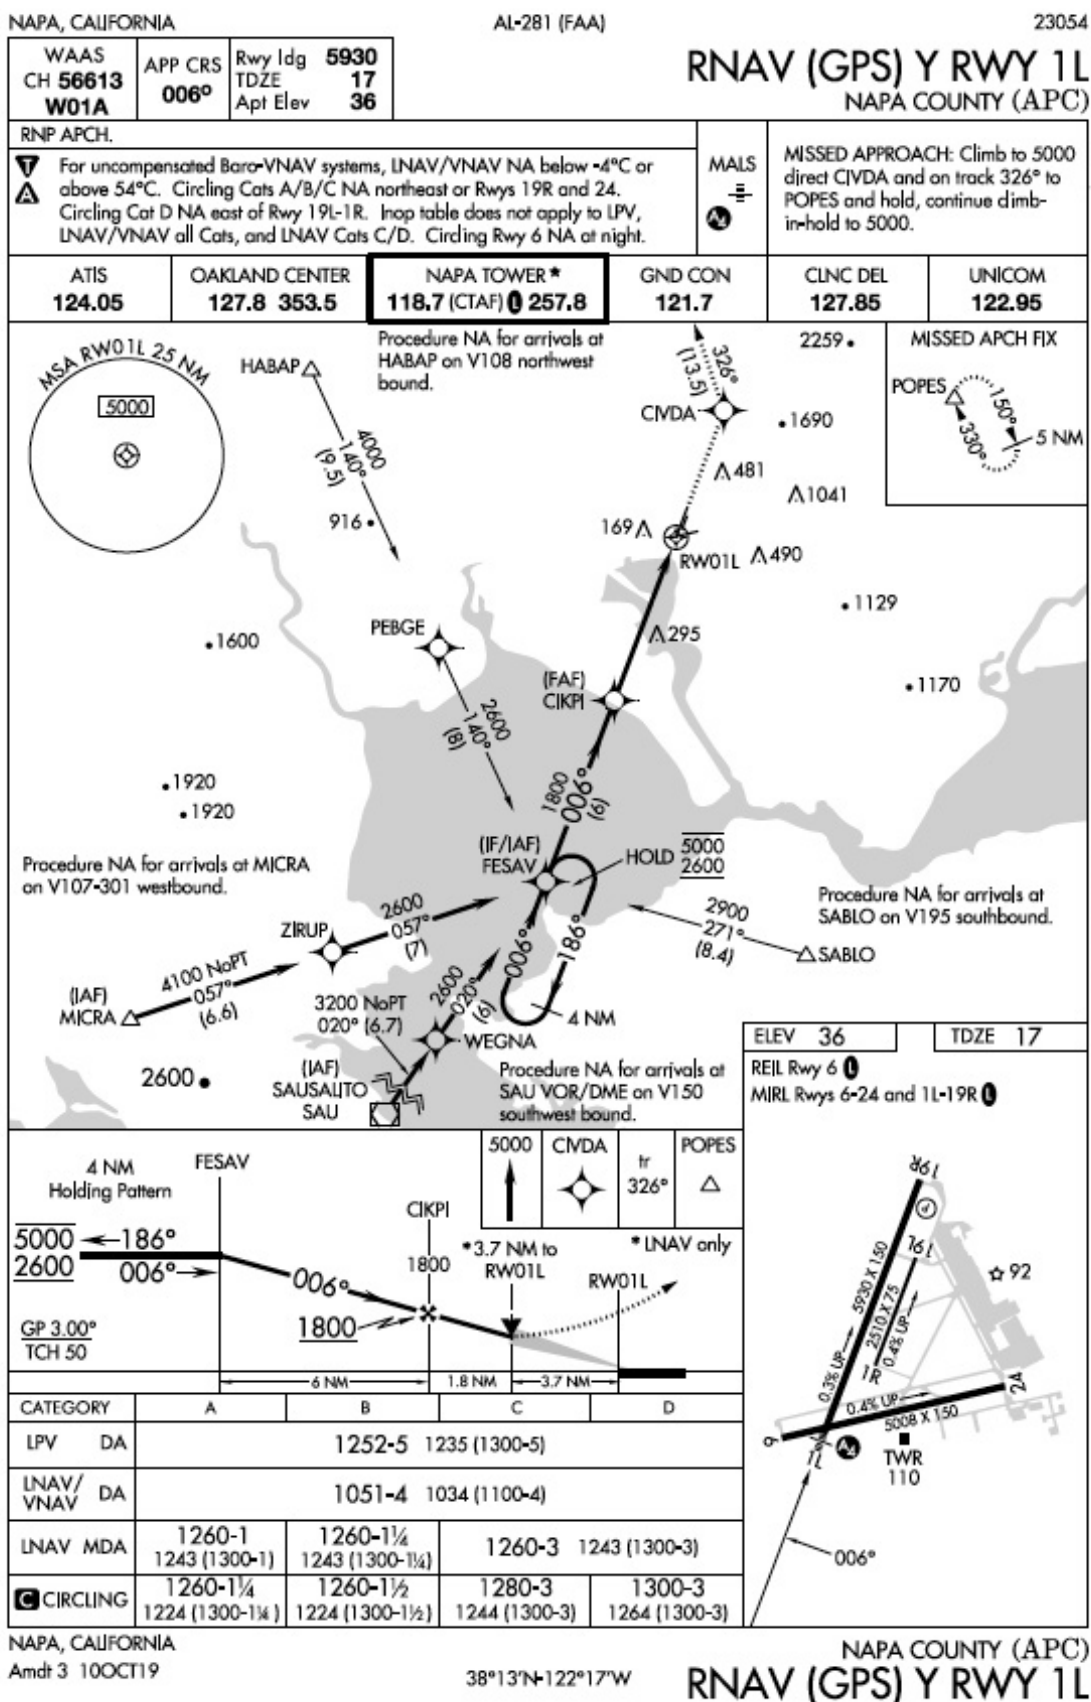 NAPA, CALIFORNIA
AL-281 (FAA)
23054
WAAS
CH 56613
W01A
APP CRS
006°
Rwy ldg 5930
TDZE 17
Apt Elev 36
RNAV (GPS) Y RWY 1L
NAPA COUNTY (APC)
RNP APCH.
T
A
For uncompensated Baro-VNAV systems, LNAV/VNAV NA below -4°C or
above 54°C. Circling Cats A/B/C NA northeast or Rwys 19R and 24.
Circling Cat D NA east of Rwy 19L-1R. Inop table does not apply to LPV,
LNAV/VNAV all Cats, and LNAV Cats C/D. Circling Rwy 6 NA at night.
MALS
A4
MISSED APPROACH: Climb to 5000
direct CIVDA and on track 326° to
POPES and hold, continue climb-
in-hold to 5000.
ATIS
124.05
OAKLAND CENTER
127.8 353.5
NAPA TOWER*
118.7 (CTAF) L 257.8
GND CON
121.7
CLNC DEL
127.85
UNICOM
122.95
MSA RW01L 25 NM
5000
HABAP
Procedure NA for arrivals at
HABAP on V108 northwest
bound.
4000
140°
(9.5)
916
326°
(13.5)
CIVDA
2259
1690
481
1041
MISSED APCH FIX
POPES
150°
330°
5 NM
169
RW01L
490
1129
295
1170
1600
PEBGE
2600
140°
(8)
(FAF)
CIKPI
1800
006°
(6)
1920
1920
(IF/IAF)
FESAV
HOLD
5000
2600
Procedure NA for arrivals at MICRA
on V107-301 westbound.
Procedure NA for arrivals at
SABLO on V195 southbound.
2900
271°
(8.4)
SABLO
ZIRUP
2600
057°
(7)
(IAF)
MICRA
4100 NoPT
057°
(6.6)
006°
186°
4 NM
3200 NoPT
020° (6.7)
2600
020°
(6)
WEGNA
2600
(IAF)
SAUSALITO
SAU
Procedure NA for arrivals at
SAU VOR/DME on V150
southwest bound.
ELEV 36
TDZE 17
REIL Rwy 6 L
MIRL Rwys 6-24 and 1L-19R L
4 NM
Holding Pattern
FESAV
5000
2600
186°
006°
006°
GP 3.00°
TCH 50
CIKPI
1800
1800
5000
CIVDA
tr
326°
POPES
*3.7 NM to
RW01L
*LNAV only
RW01L
6 NM
1.8 NM
3.7 NM
19R
19L
5930 X 150
2510 X 75
0.3% UP
0.4% UP
1R
92
0.4% UP
5008 X 150
24
6
1L
A4
TWR
110
006°
CATEGORY A B C D
LPV DA 1252-5 1235 (1300-5)
LNAV/
VNAV DA 1051-4 1034 (1100-4)
LNAV MDA 1260-1 1260-1¼ 1260-3 1243 (1300-3)
1243 (1300-1) 1243 (1300-1¼)
C CIRCLING 1260-1¼ 1260-1½ 1280-3 1300-3
1224 (1300-1¼) 1224 (1300-1½) 1244 (1300-3) 1264 (1300-3)
NAPA, CALIFORNIA
Amdt 3 10OCT19
38°13'N-122°17'W
NAPA COUNTY (APC)
RNAV (GPS) Y RWY 1L